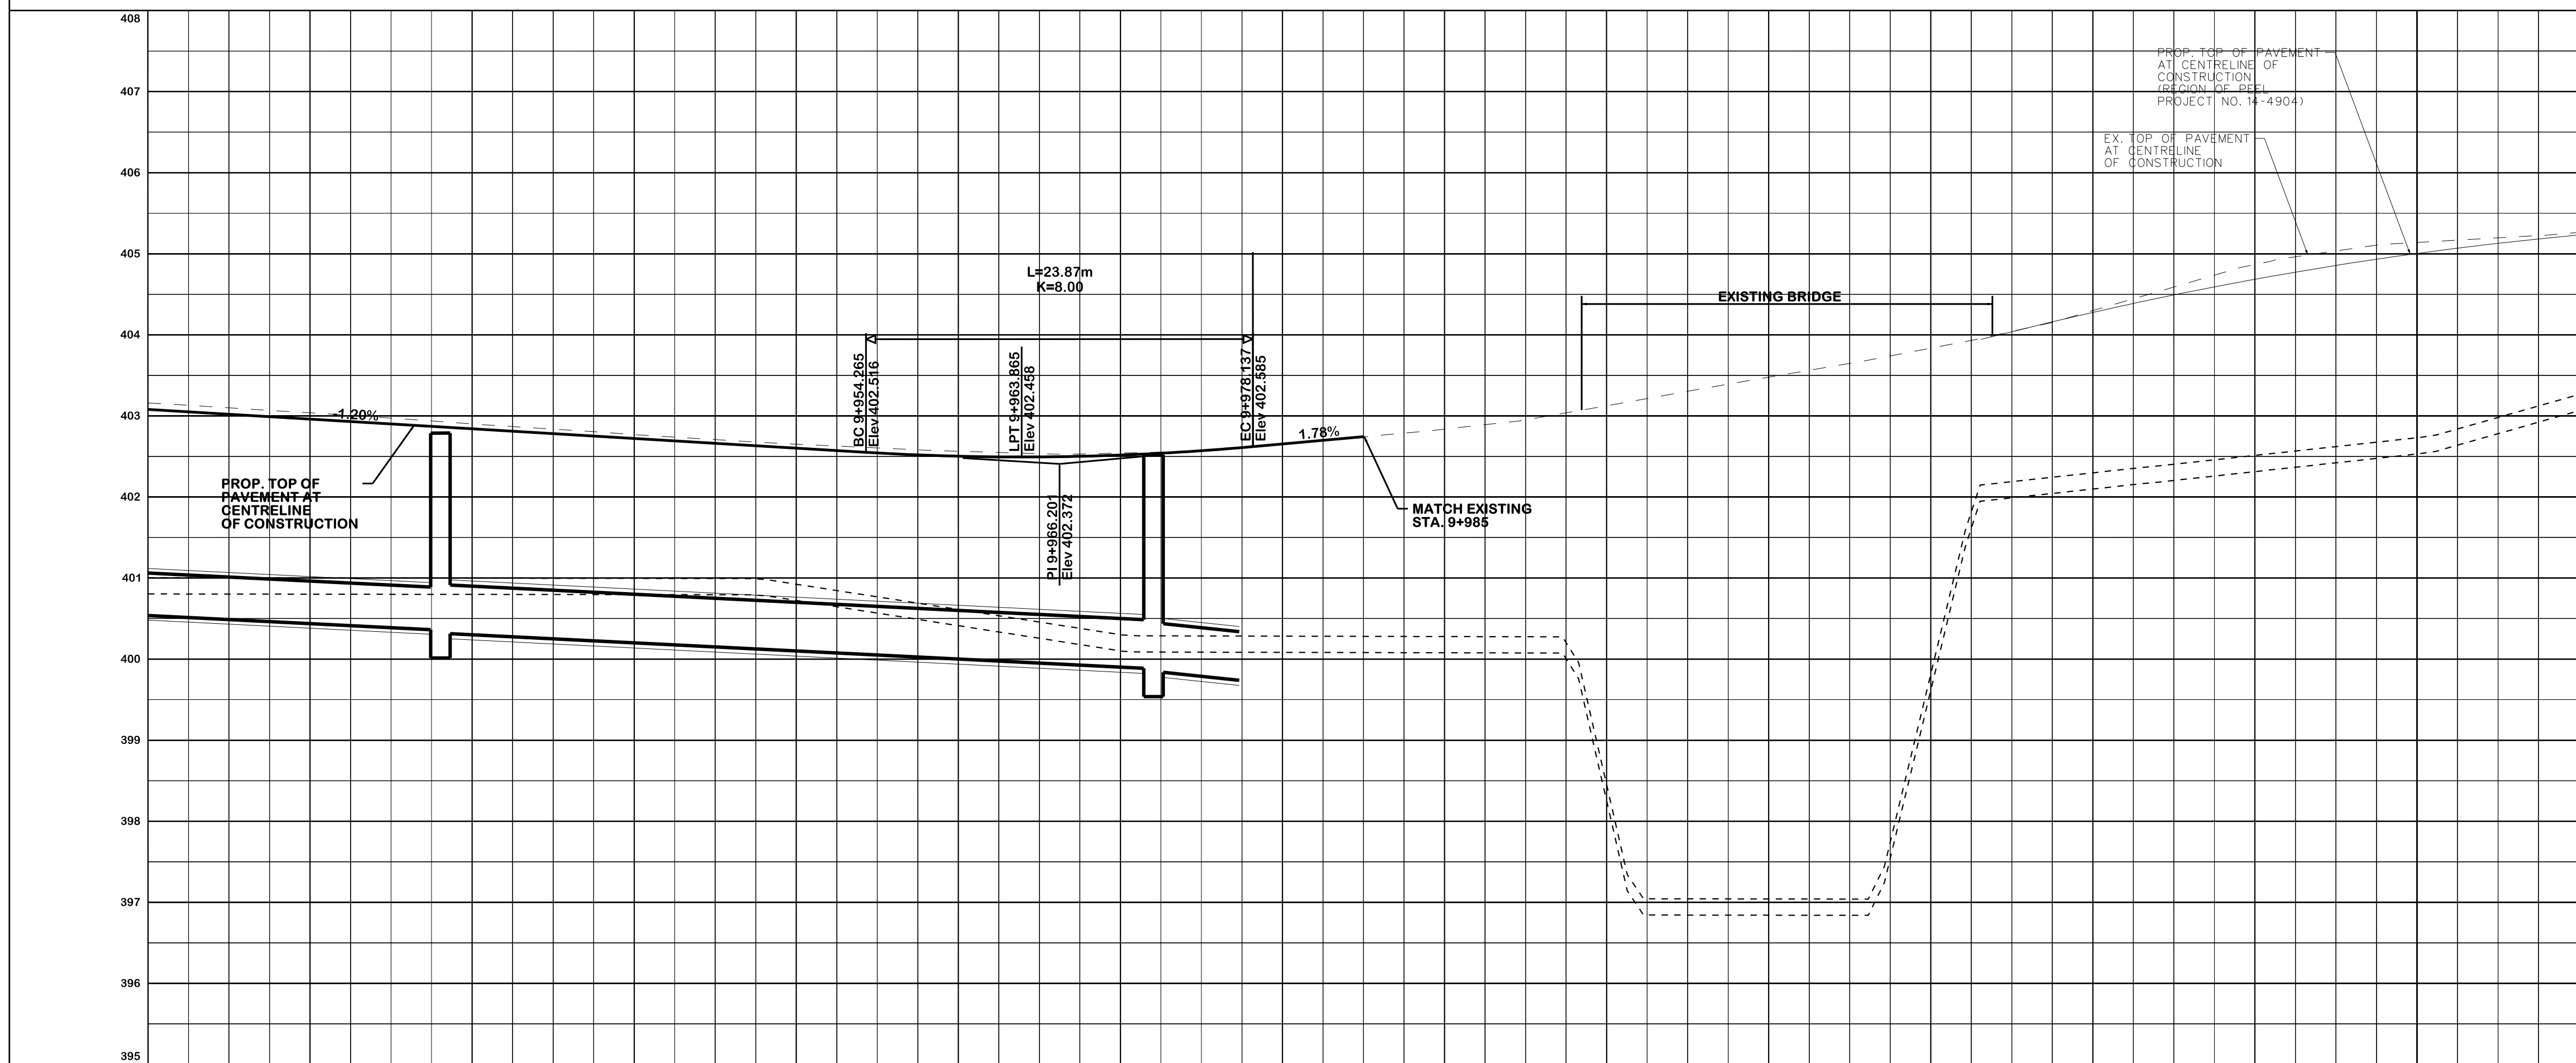 408
407
406
405
404
403
402
401
400
399
398
397
396
395
PROP. TOP OF PAVEMENT
AT CENTRELINE OF
CONSTRUCTION
(REGION OF PEEL
PROJECT NO. 14-4904)
EX. TOP OF PAVEMENT
AT CENTRELINE
OF CONSTRUCTION
L=23.87m
K=8.00
EXISTING BRIDGE
-1.20%
BC 9+954.265
Elev 402.516
LPT 9+963.865
Elev 402.458
EC 9+978.137
Elev 402.585
1.78%
PROP. TOP OF
PAVEMENT AT
CENTRELINE
OF CONSTRUCTION
PI 9+966.201
Elev 402.372
MATCH EXISTING
STA. 9+985